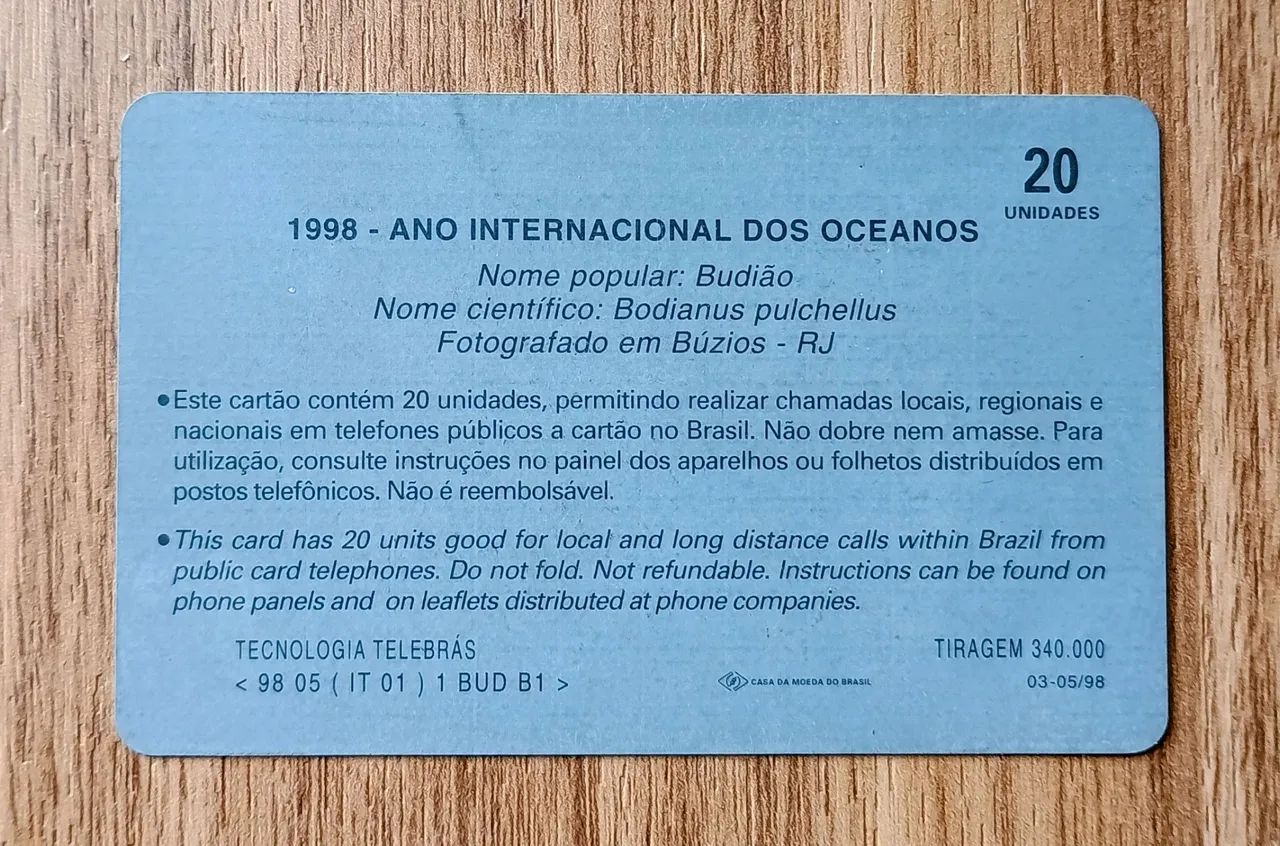 20
UNIDADES
1998 - ANO INTERNACIONAL DOS OCEANOS
Nome popular: Budião
Nome científico: Bodianus pulchellus
Fotografado em Búzios - RJ
•Este cartão contém 20 unidades, permitindo realizar chamadas locais, regionais e
nacionais em telefones públicos a cartão no Brasil. Não dobre nem amasse. Para
utilização, consulte instruções no painel dos aparelhos ou folhetos distribuídos em
postos telefônicos. Não é reembolsável.
•This card has 20 units good for local and long distance calls within Brazil from
public card telephones. Do not fold. Not refundable. Instructions can be found on
phone panels and on leaflets distributed at phone companies.
TECNOLOGIA TELEBRÁS
TIRAGEM 340.000
< 98 05 ( IT 01 ) 1 BUD B1 >
CASA DA MOEDA DO BRASIL
03-05/98